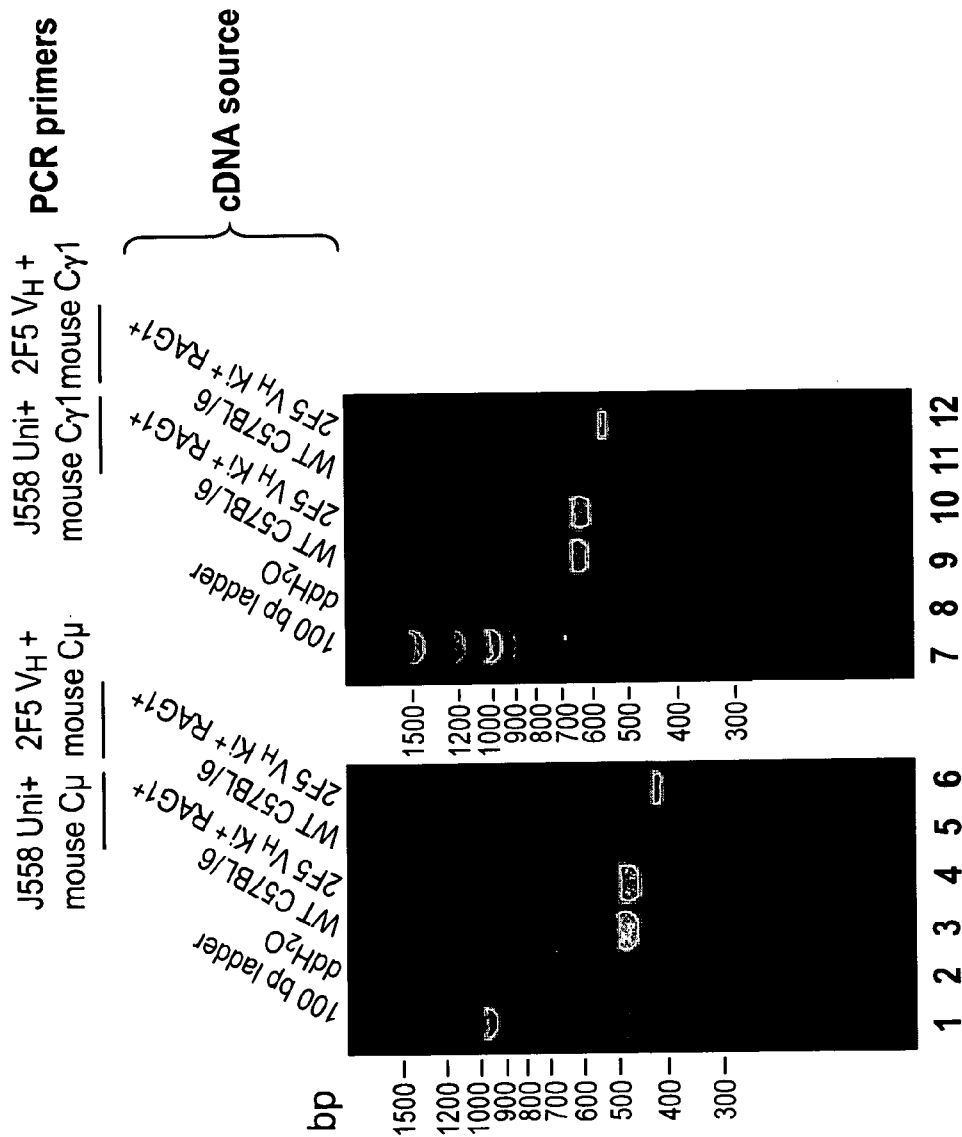 J558 Uni+ 2F5 VH + J558 Uni+ 2F5 VH + PCR primers
mouse Cμ mouse Cμ mouse Cγ1 mouse Cγ1
100 bp ladder
ddH2O
WT C57BL/6
2F5 VH Ki+ RAG1+
WT C57BL/6
2F5 VH Ki+ RAG1+
100 bp ladder
ddH2O
WT C57BL/6
2F5 VH Ki+ RAG1+
WT C57BL/6
2F5 VH Ki+ RAG1+
cDNA source
bp
1500
1200
1000
900
800
700
600
500
400
300
1500
1200
1000
900
800
700
600
500
400
300
1 2 3 4 5 6 7 8 9 10 11 12